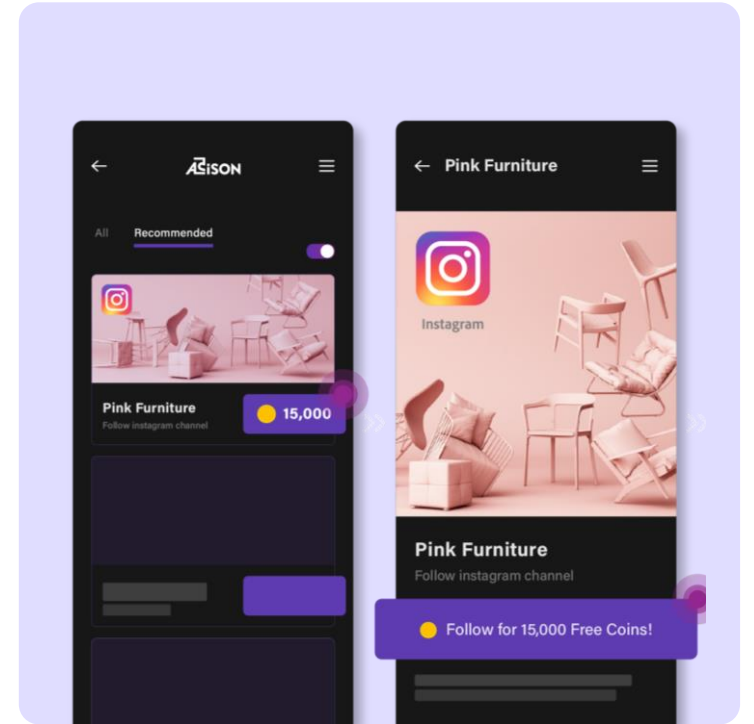 ADiSON
All Recommended
Pink Furniture
Follow instagram channel
15,000
Pink Furniture
Instagram
Pink Furniture
Follow instagram channel
Follow for 15,000 Free Coins!